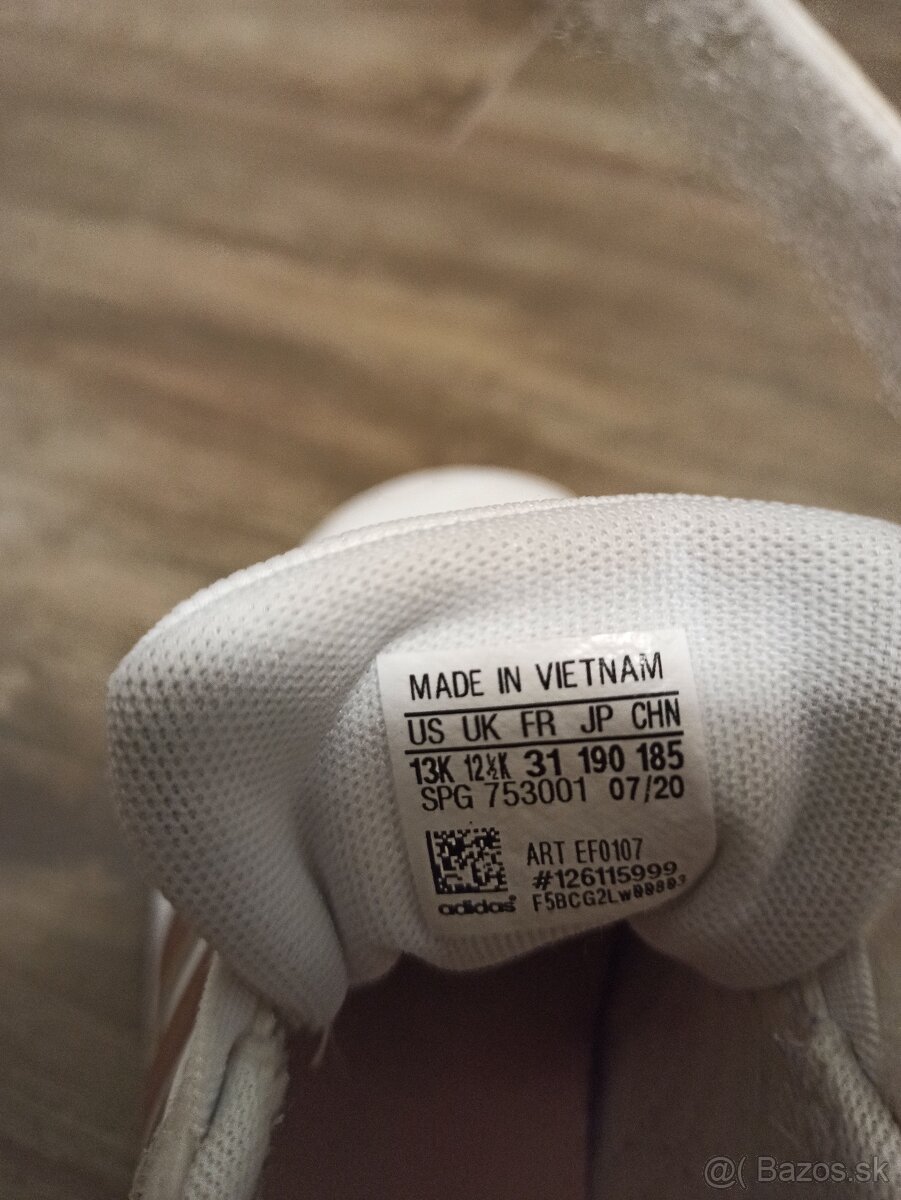 MADE IN VIETNAM
US UK FR JP CHN
13K 12½K 31 190 185
SPG 753001 07/20
ART EF0107
#126115999
adidas F5BCG2LW00803
@( Bazos.sk